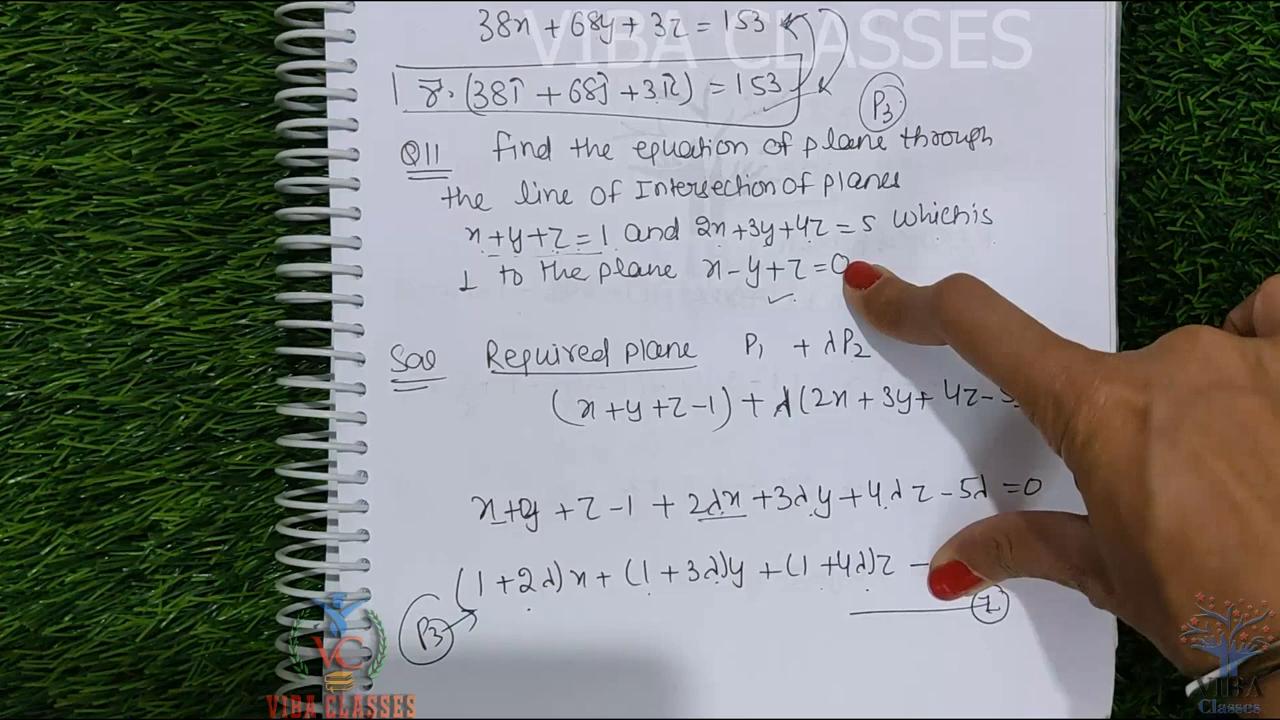 38x + 68y + 3z = 153
VIBA CLASSES
r⃗. (38î + 68ĵ + 3k̂) = 153
P3
Q11 find the equation of plane through
the line of Intersection of planes
x + y + z = 1 and 2x + 3y + 4z = 5 which is
⊥ to the plane x - y + z = 0
Sol Required plane P1 + λP2
(x + y + z - 1) + λ(2x + 3y + 4z - 5
x + y + z - 1 + 2λx + 3λy + 4λz - 5λ = 0
(1 + 2λ)x + (1 + 3λ)y + (1 + 4λ)z -
1
P3
VC
VIBA CLASSES
VIBA
Classes